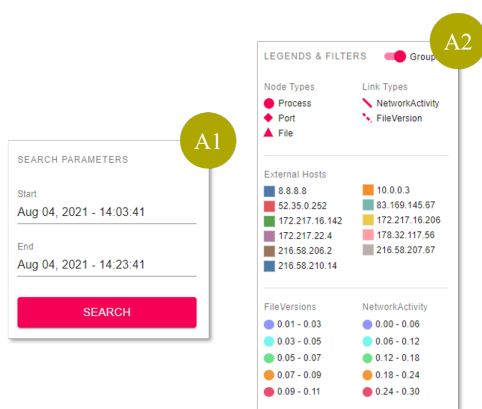 A1
SEARCH PARAMETERS
Start
Aug 04, 2021 - 14:03:41
End
Aug 04, 2021 - 14:23:41
SEARCH
A2
LEGENDS & FILTERS
Group
Node Types
Process
Port
File
Link Types
NetworkActivity
FileVersion
External Hosts
8.8.8.8
52.35.0.252
172.217.16.142
172.217.22.4
216.58.206.2
216.58.210.14
10.0.0.3
83.169.145.67
172.217.16.206
178.32.117.56
216.58.207.67
FileVersions
0.01 - 0.03
0.03 - 0.05
0.05 - 0.07
0.07 - 0.09
0.09 - 0.11
NetworkActivity
0.00 - 0.06
0.06 - 0.12
0.12 - 0.18
0.18 - 0.24
0.24 - 0.30